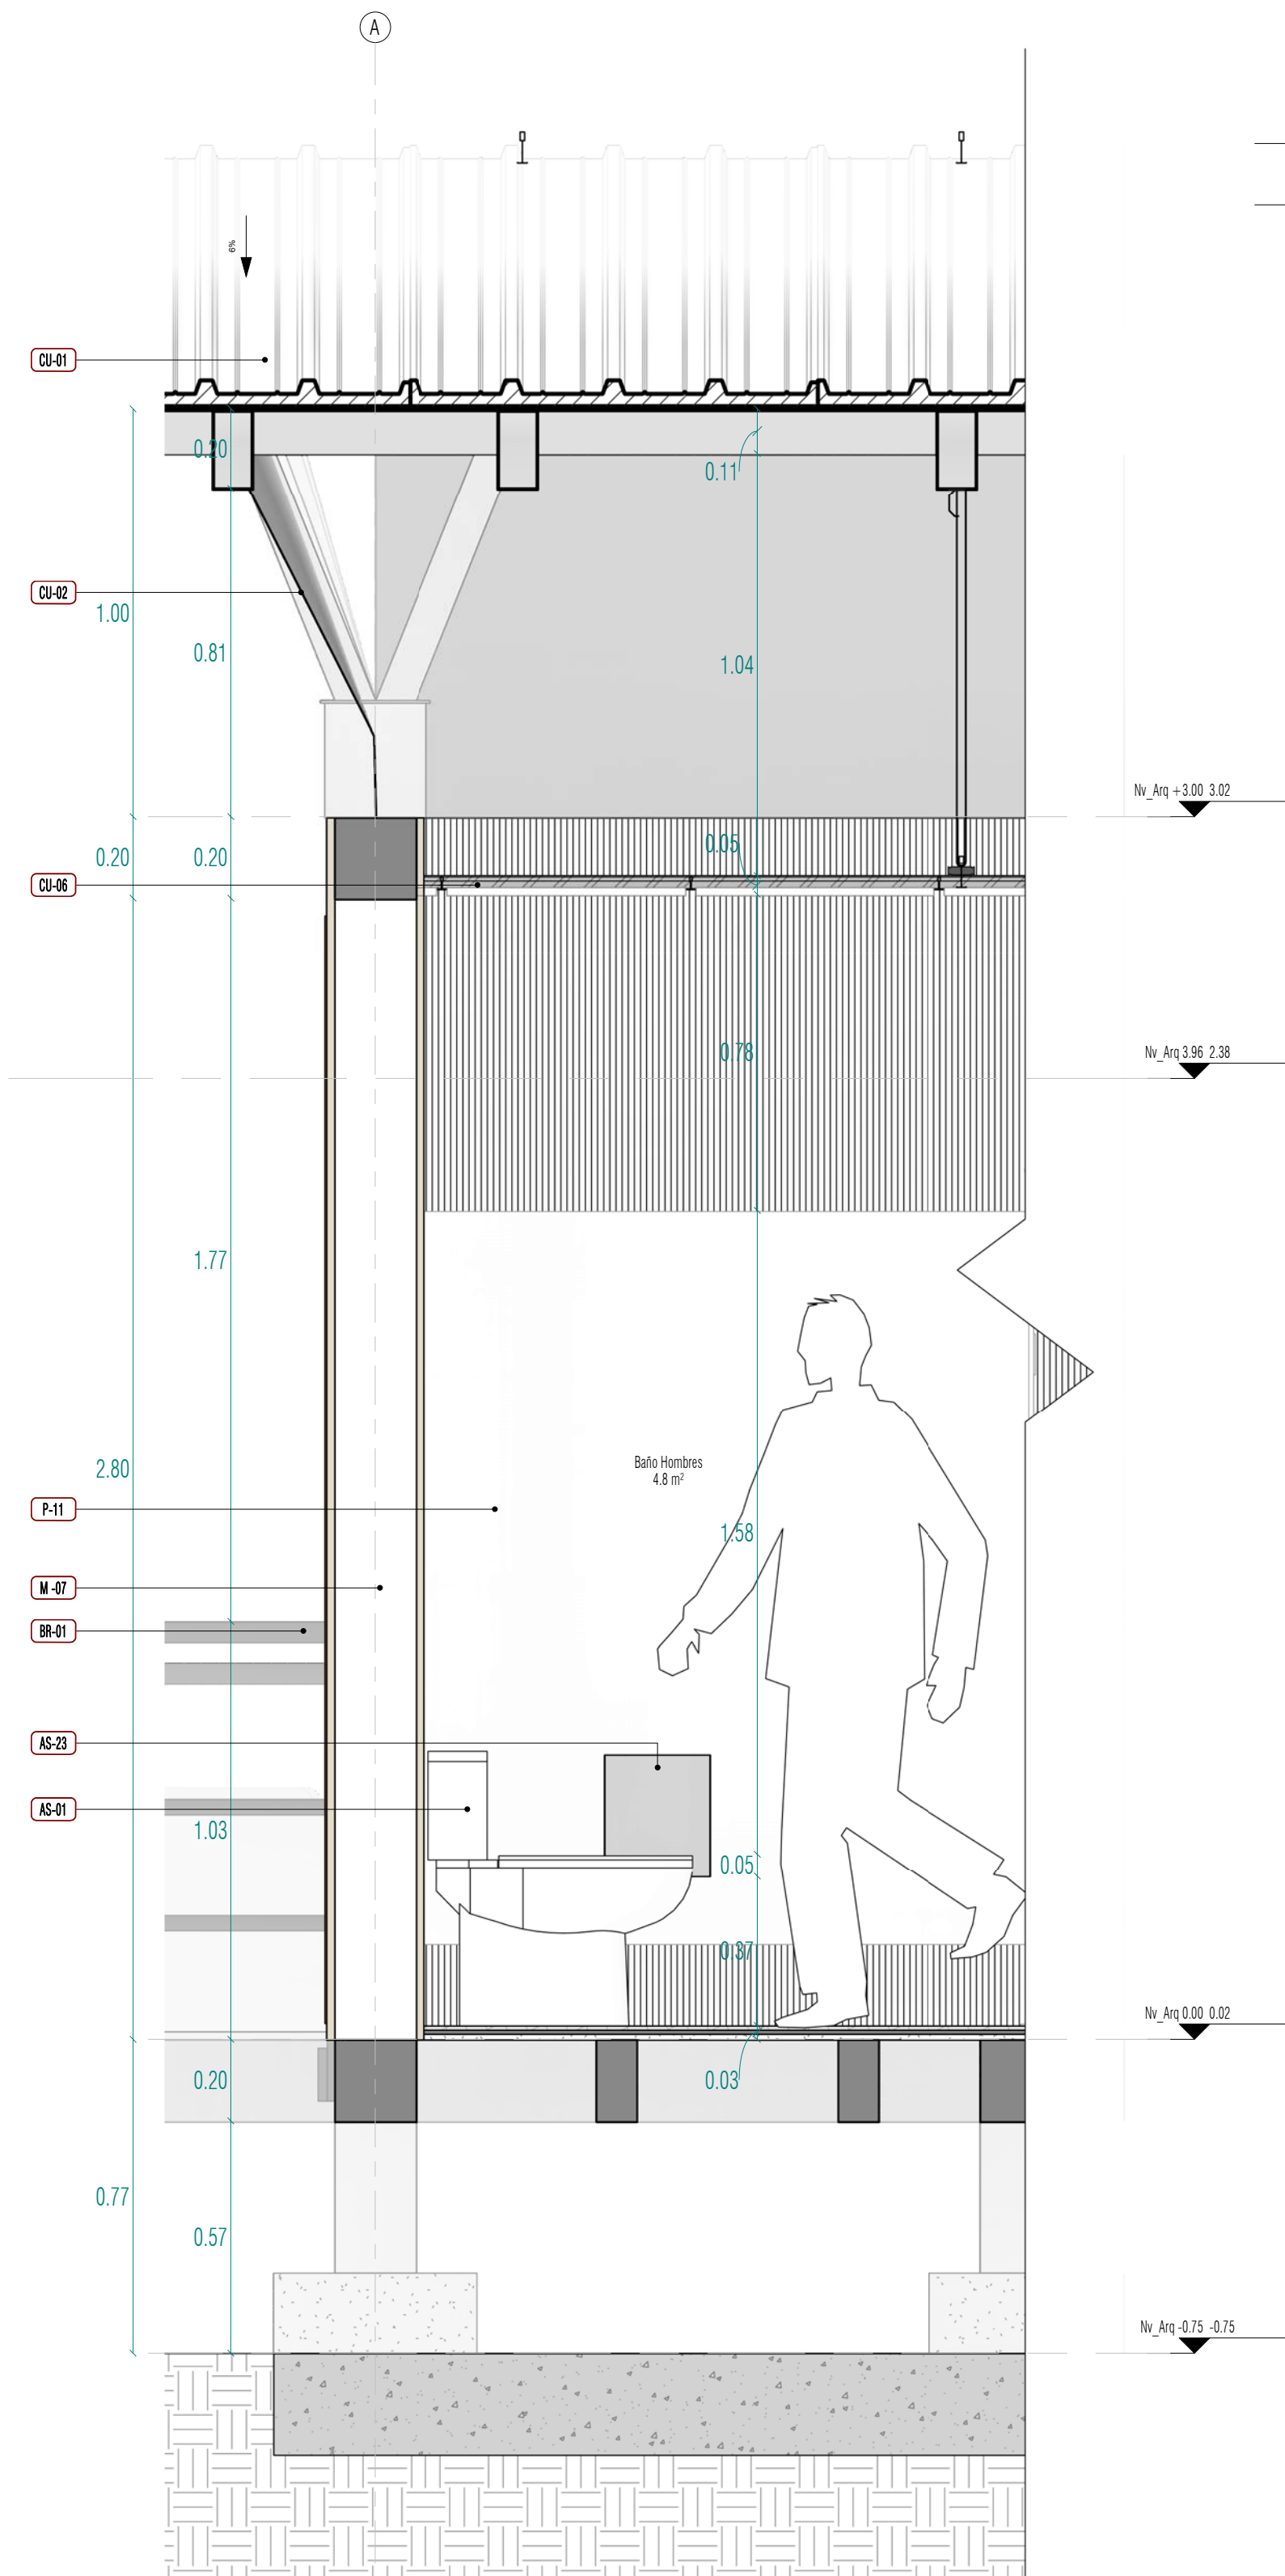 A
6%
CU-01
0.20
0.11
CU-02
1.00
0.81
1.04
Nv_Arq +3.00 3.02
0.05
0.20
0.20
CU-06
Nv_Arq 3.96 2.38
0.78
1.77
Baño Hombres
4.8 m²
2.80
P-11
1.58
M -07
BR-01
AS-23
AS-01
1.03
0.05
0.37
Nv_Arq 0.00 0.02
0.20
0.03
0.77
0.57
Nv_Arq -0.75 -0.75